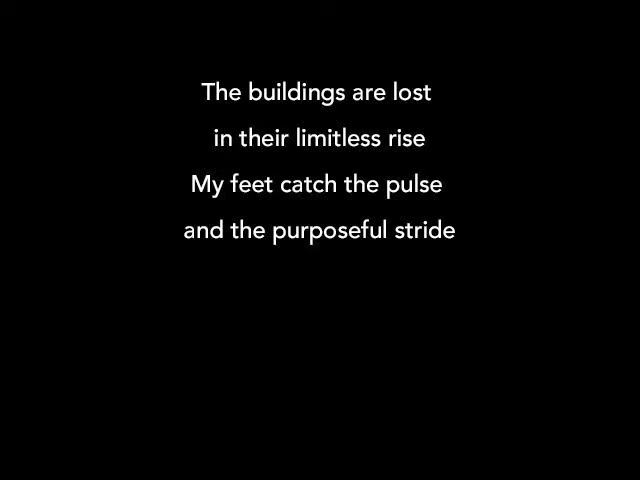 The buildings are lost
in their limitless rise
My feet catch the pulse
and the purposeful stride